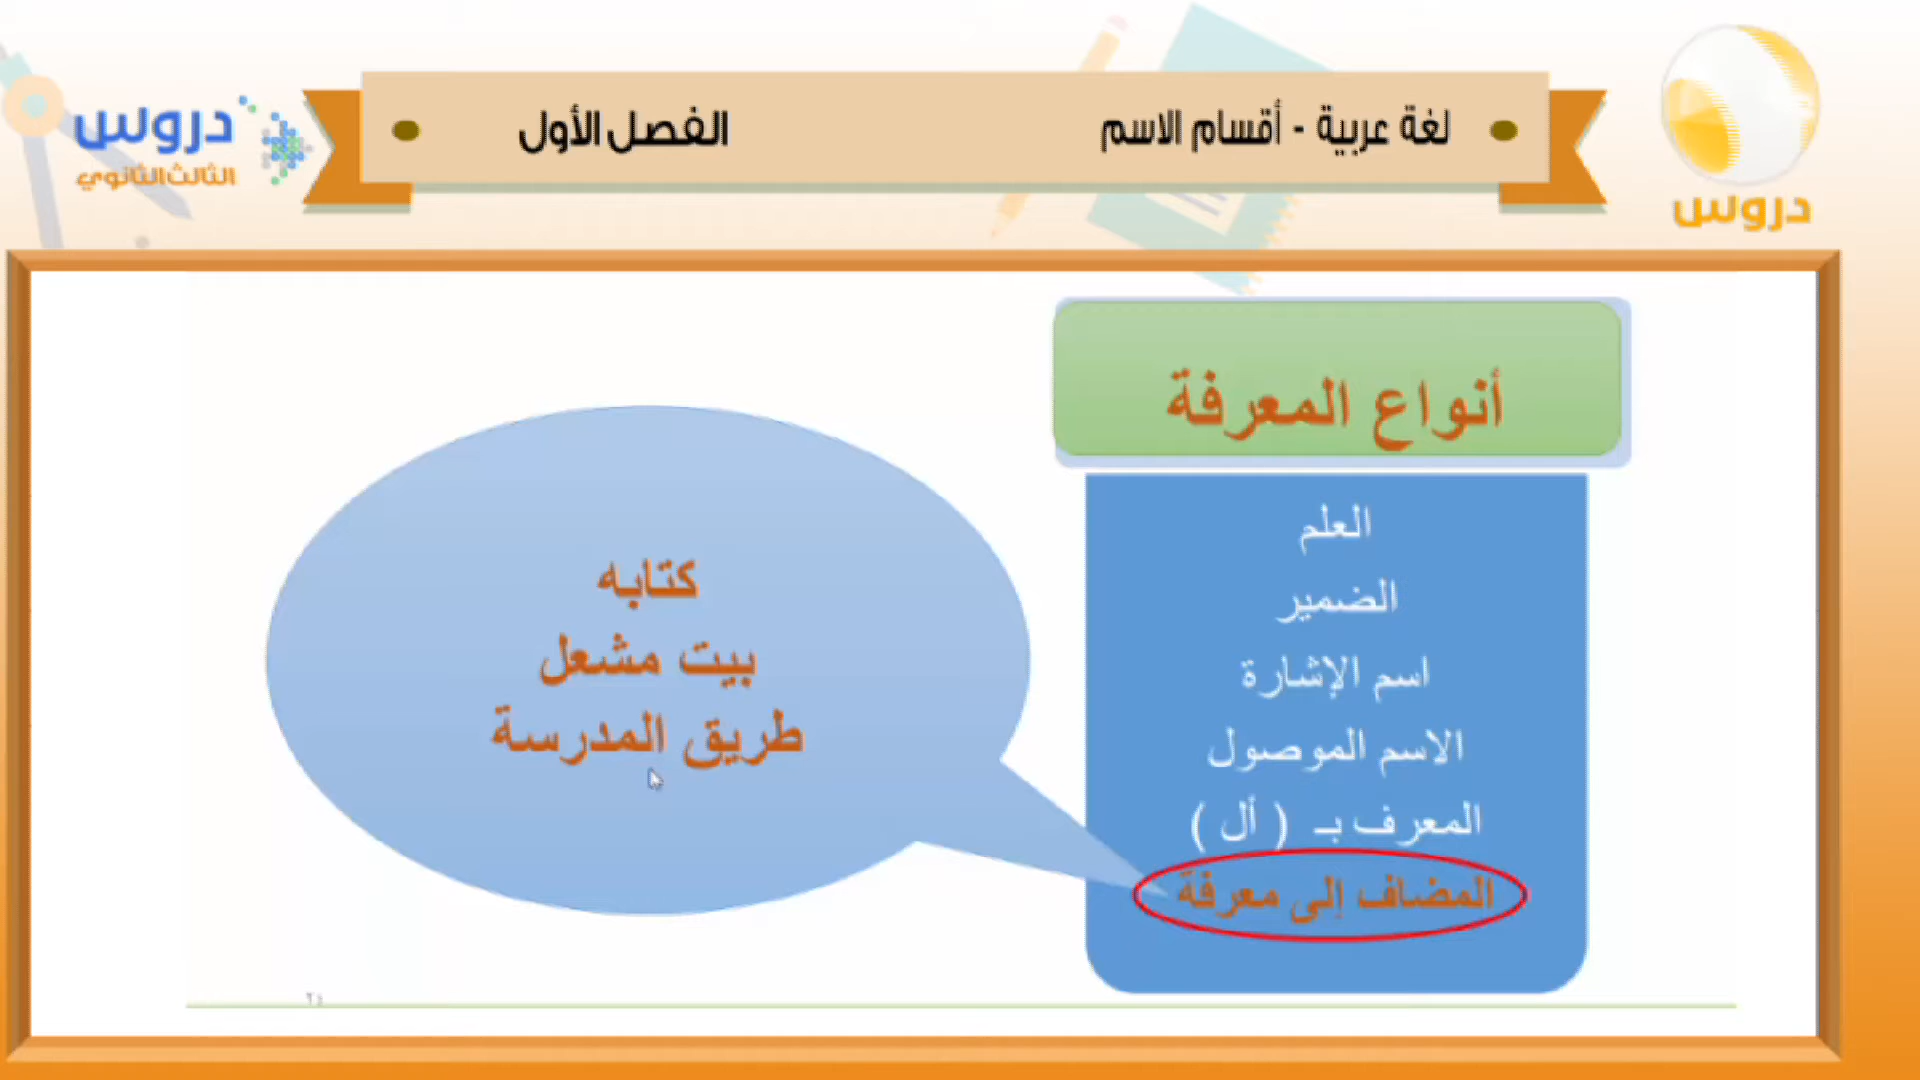 لغة عربية - أقسام الاسم
الفصل الأول
دروس
دروس
الثالث الثانوي
أنواع المعرفة
العلم
الضمير
اسم الإشارة
الاسم الموصول
المعرف بـ ( أل )
المضاف إلى معرفة
كتابه
بيت مشعل
طريق المدرسة